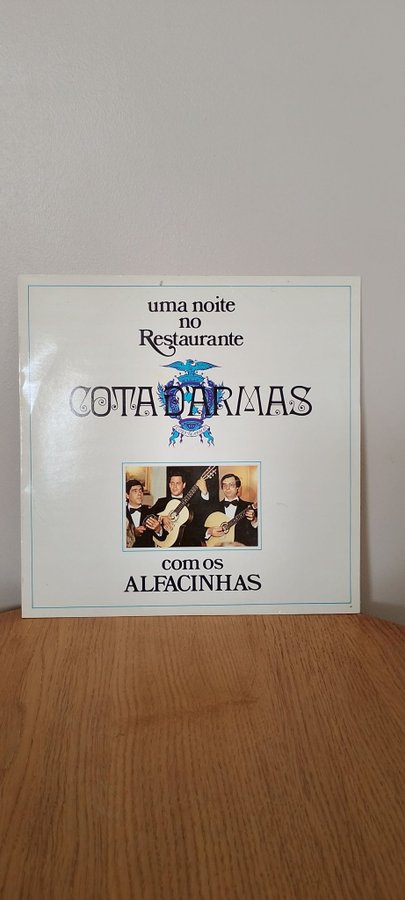 uma noite
no
Restaurante
COTA D'ARMAS
com os
ALFACINHAS